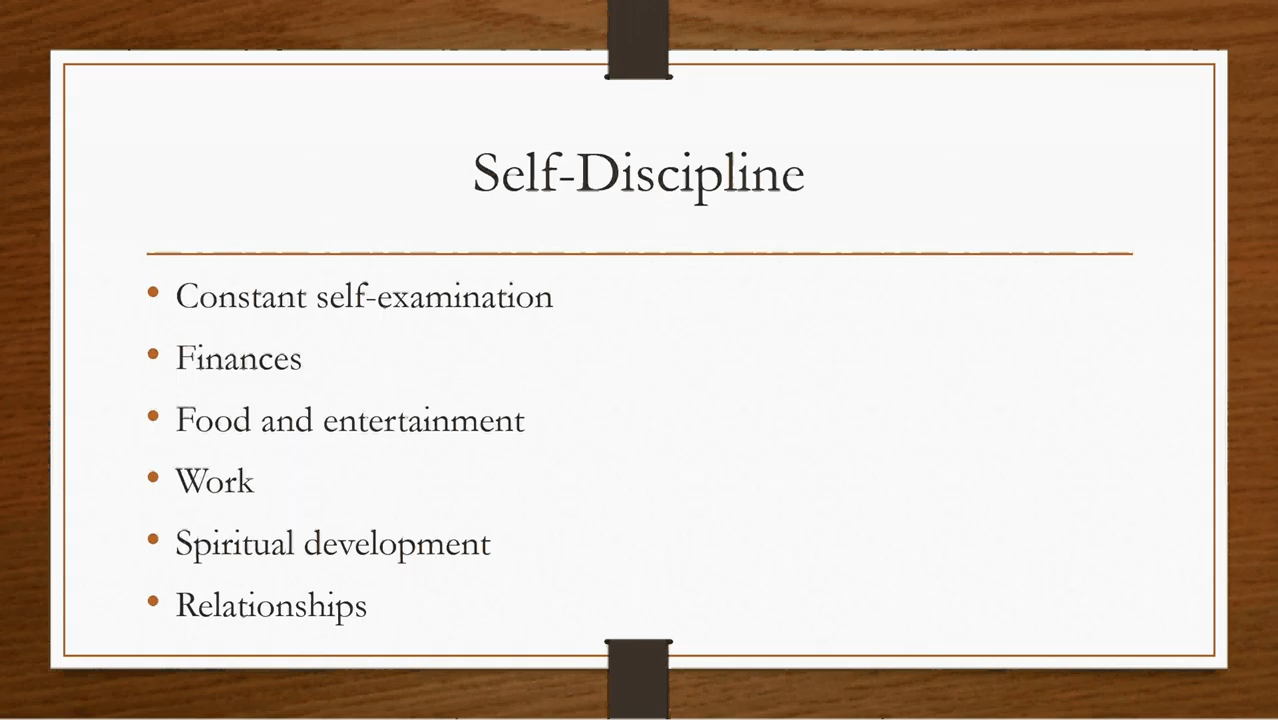 Self-Discipline
• Constant self-examination
• Finances
• Food and entertainment
• Work
• Spiritual development
• Relationships